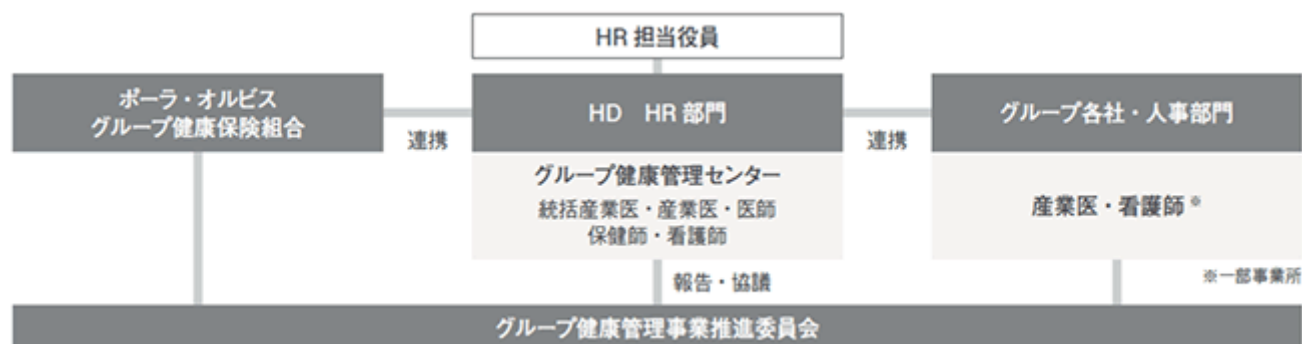 HR 担当役員
ポーラ・オルビス
グループ健康保険組合
連携
HD HR 部門
連携
グループ各社・人事部門
グループ健康管理センター
統括産業医・産業医・医師
保健師・看護師
産業医・看護師※
報告・協議
※一部事業所
グループ健康管理事業推進委員会